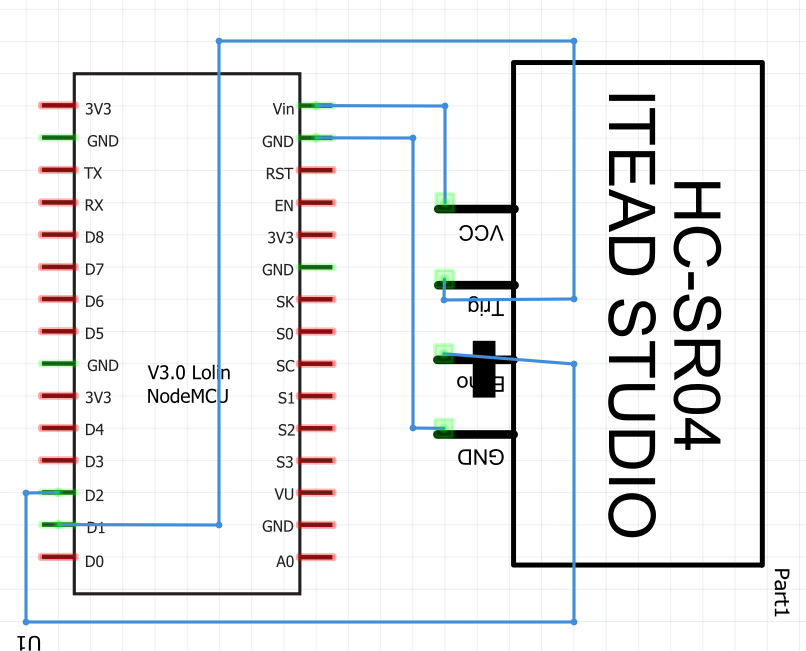 3V3
GND
TX
RX
D8
D7
D6
D5
GND
3V3
D4
D3
D2
D1
D0
V3.0 Lolin
NodeMCU
Vin
GND
RST
EN
3V3
GND
SK
S0
SC
S1
S2
S3
VU
GND
A0
U1
VCC
Trig
GND
HC-SR04
ITEAD STUDIO
Part1